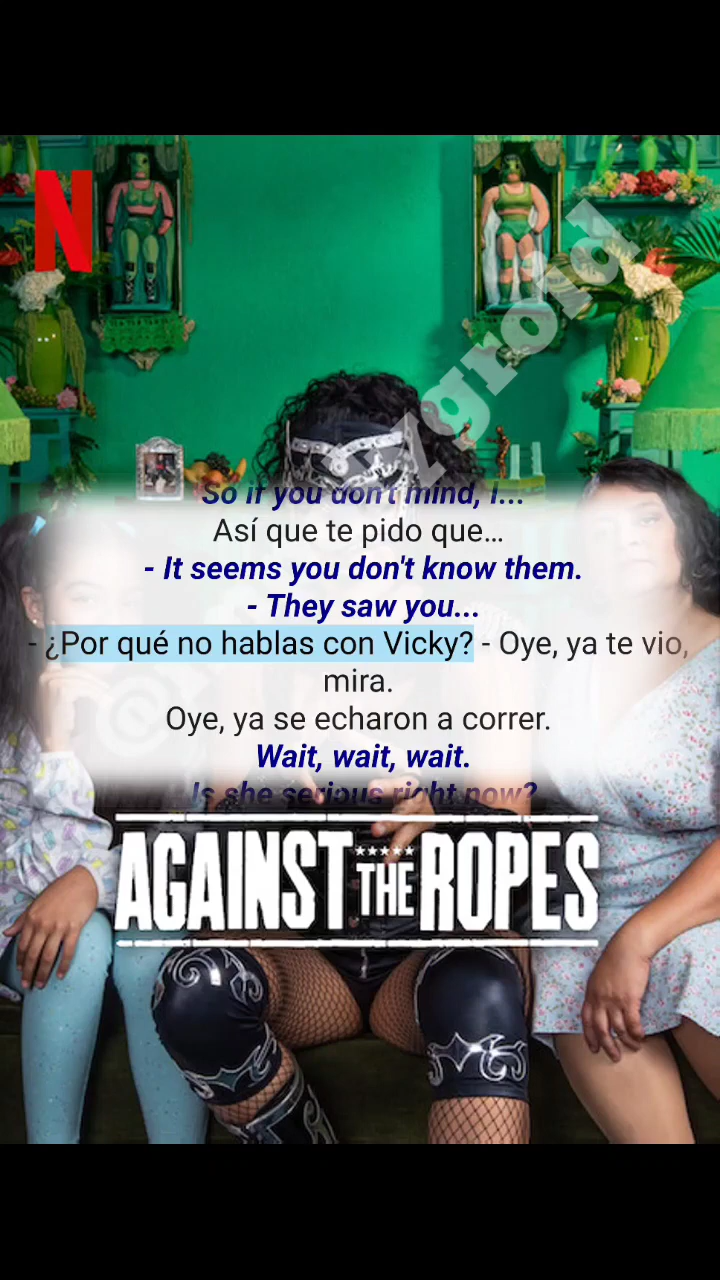 N
So if you don't mind, I...
Así que te pido que…
- It seems you don't know them.
- They saw you...
- ¿Por qué no hablas con Vicky? - Oye, ya te vio,
mira.
Oye, ya se echaron a correr.
Wait, wait, wait.
Is she serious right now?
AGAINST THE ROPES